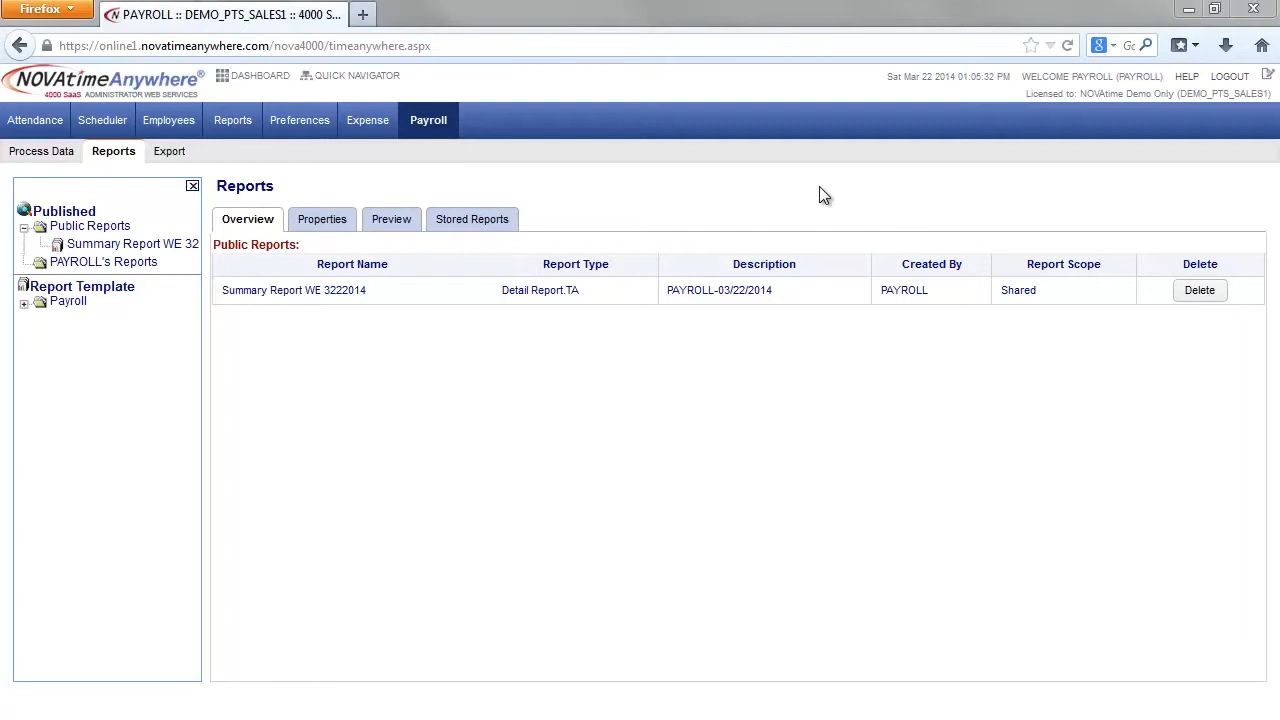 Firefox
PAYROLL :: DEMO_PTS_SALES1 :: 4000 S...
https://online1.novatimeanywhere.com/nova4000/timeanywhere.aspx
NOVAtimeAnywhere®
4000 SaaS ADMINISTRATOR WEB SERVICES
DASHBOARD
QUICK NAVIGATOR
Sat Mar 22 2014 01:05:32 PM
WELCOME PAYROLL (PAYROLL)
HELP
LOGOUT
Licensed to: NOVAtime Demo Only (DEMO_PTS_SALES1)
Attendance
Scheduler
Employees
Reports
Preferences
Expense
Payroll
Process Data
Reports
Export
Published
Public Reports
Summary Report WE 32
PAYROLL's Reports
Report Template
Payroll
Reports
Overview
Properties
Preview
Stored Reports
Public Reports:
Report Name
Report Type
Description
Created By
Report Scope
Delete
Summary Report WE 3222014
Detail Report.TA
PAYROLL-03/22/2014
PAYROLL
Shared
Delete